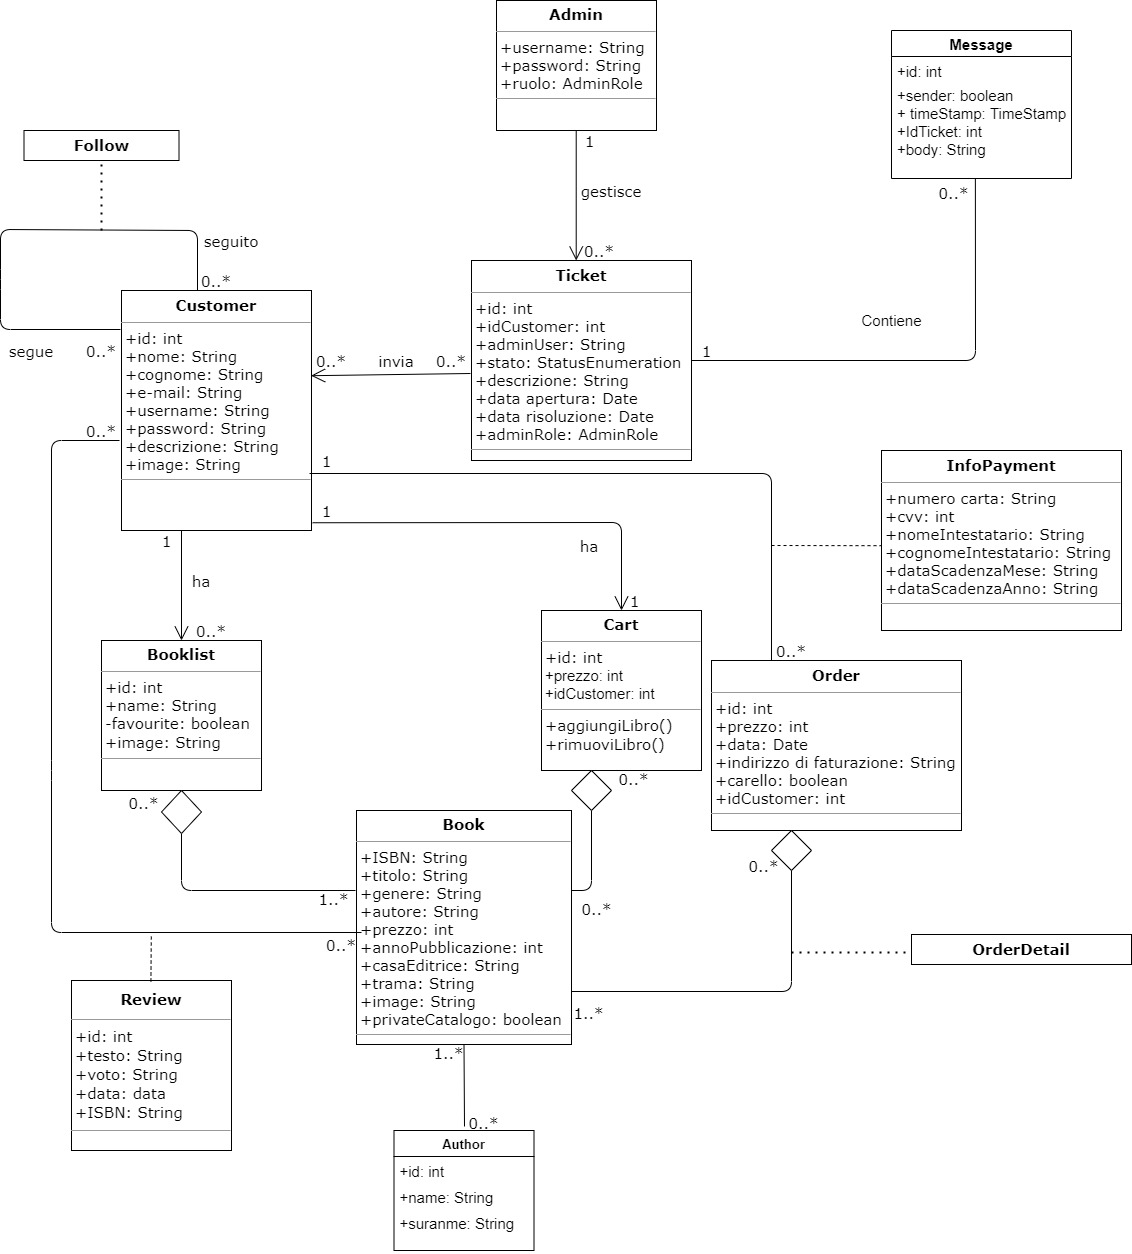 Admin
+username: String
+password: String
+ruolo: AdminRole
Message
+id: int
+sender: boolean
+ timeStamp: TimeStamp
+IdTicket: int
+body: String
Follow
1
gestisce
0..*
0..*
seguito
0..*
segue
0..*
Customer
+id: int
+nome: String
+cognome: String
+e-mail: String
+username: String
+password: String
+descrizione: String
+image: String
0..*
0..*
invia
0..*
Ticket
+id: int
+idCustomer: int
+adminUser: String
+stato: StatusEnumeration
+descrizione: String
+data apertura: Date
+data risoluzione: Date
+adminRole: AdminRole
1
Contiene
1
1
InfoPayment
+numero carta: String
+cvv: int
+nomeIntestatario: String
+cognomeIntestatario: String
+dataScadenzaMese: String
+dataScadenzaAnno: String
1
ha
0..*
ha
1
0..*
Booklist
+id: int
+name: String
-favourite: boolean
+image: String
Cart
+id: int
+prezzo: int
+idCustomer: int
+aggiungiLibro()
+rimuoviLibro()
Order
+id: int
+prezzo: int
+data: Date
+indirizzo di faturazione: String
+carello: boolean
+idCustomer: int
0..*
0..*
0..*
1..*
0..*
0..*
1..*
Book
+ISBN: String
+titolo: String
+genere: String
+autore: String
+prezzo: int
+annoPubblicazione: int
+casaEditrice: String
+trama: String
+image: String
+privateCatalogo: boolean
OrderDetail
Review
+id: int
+testo: String
+voto: String
+data: data
+ISBN: String
1..*
0..*
Author
+id: int
+name: String
+suranme: String